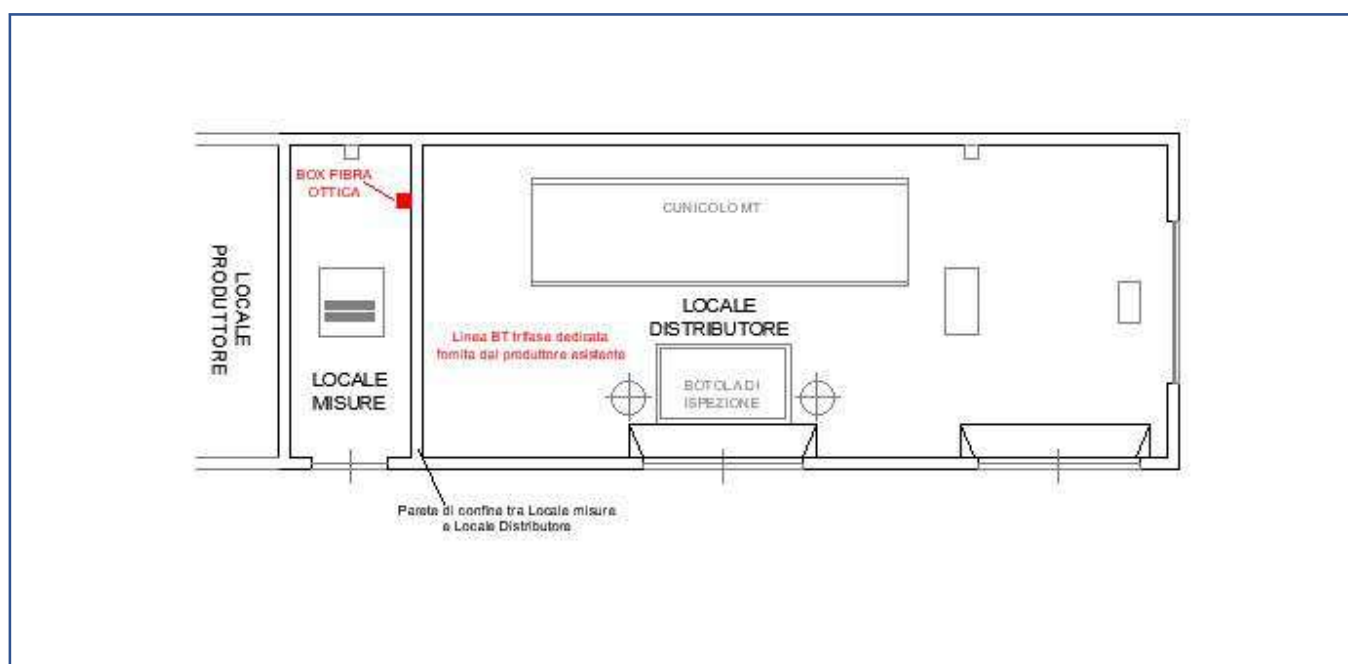 BOX FIBRA
OTTICA
CUNICOLO MT
LOCALE
PRODUTTORE
LOCALE
DISTRIBUTORE
Linea BT trifase dedicata
fornita dal produttore esistente
LOCALE
MISURE
BOTOLA DI
ISPEZIONE
Parete di confine tra Locale misure
e Locale Distributore